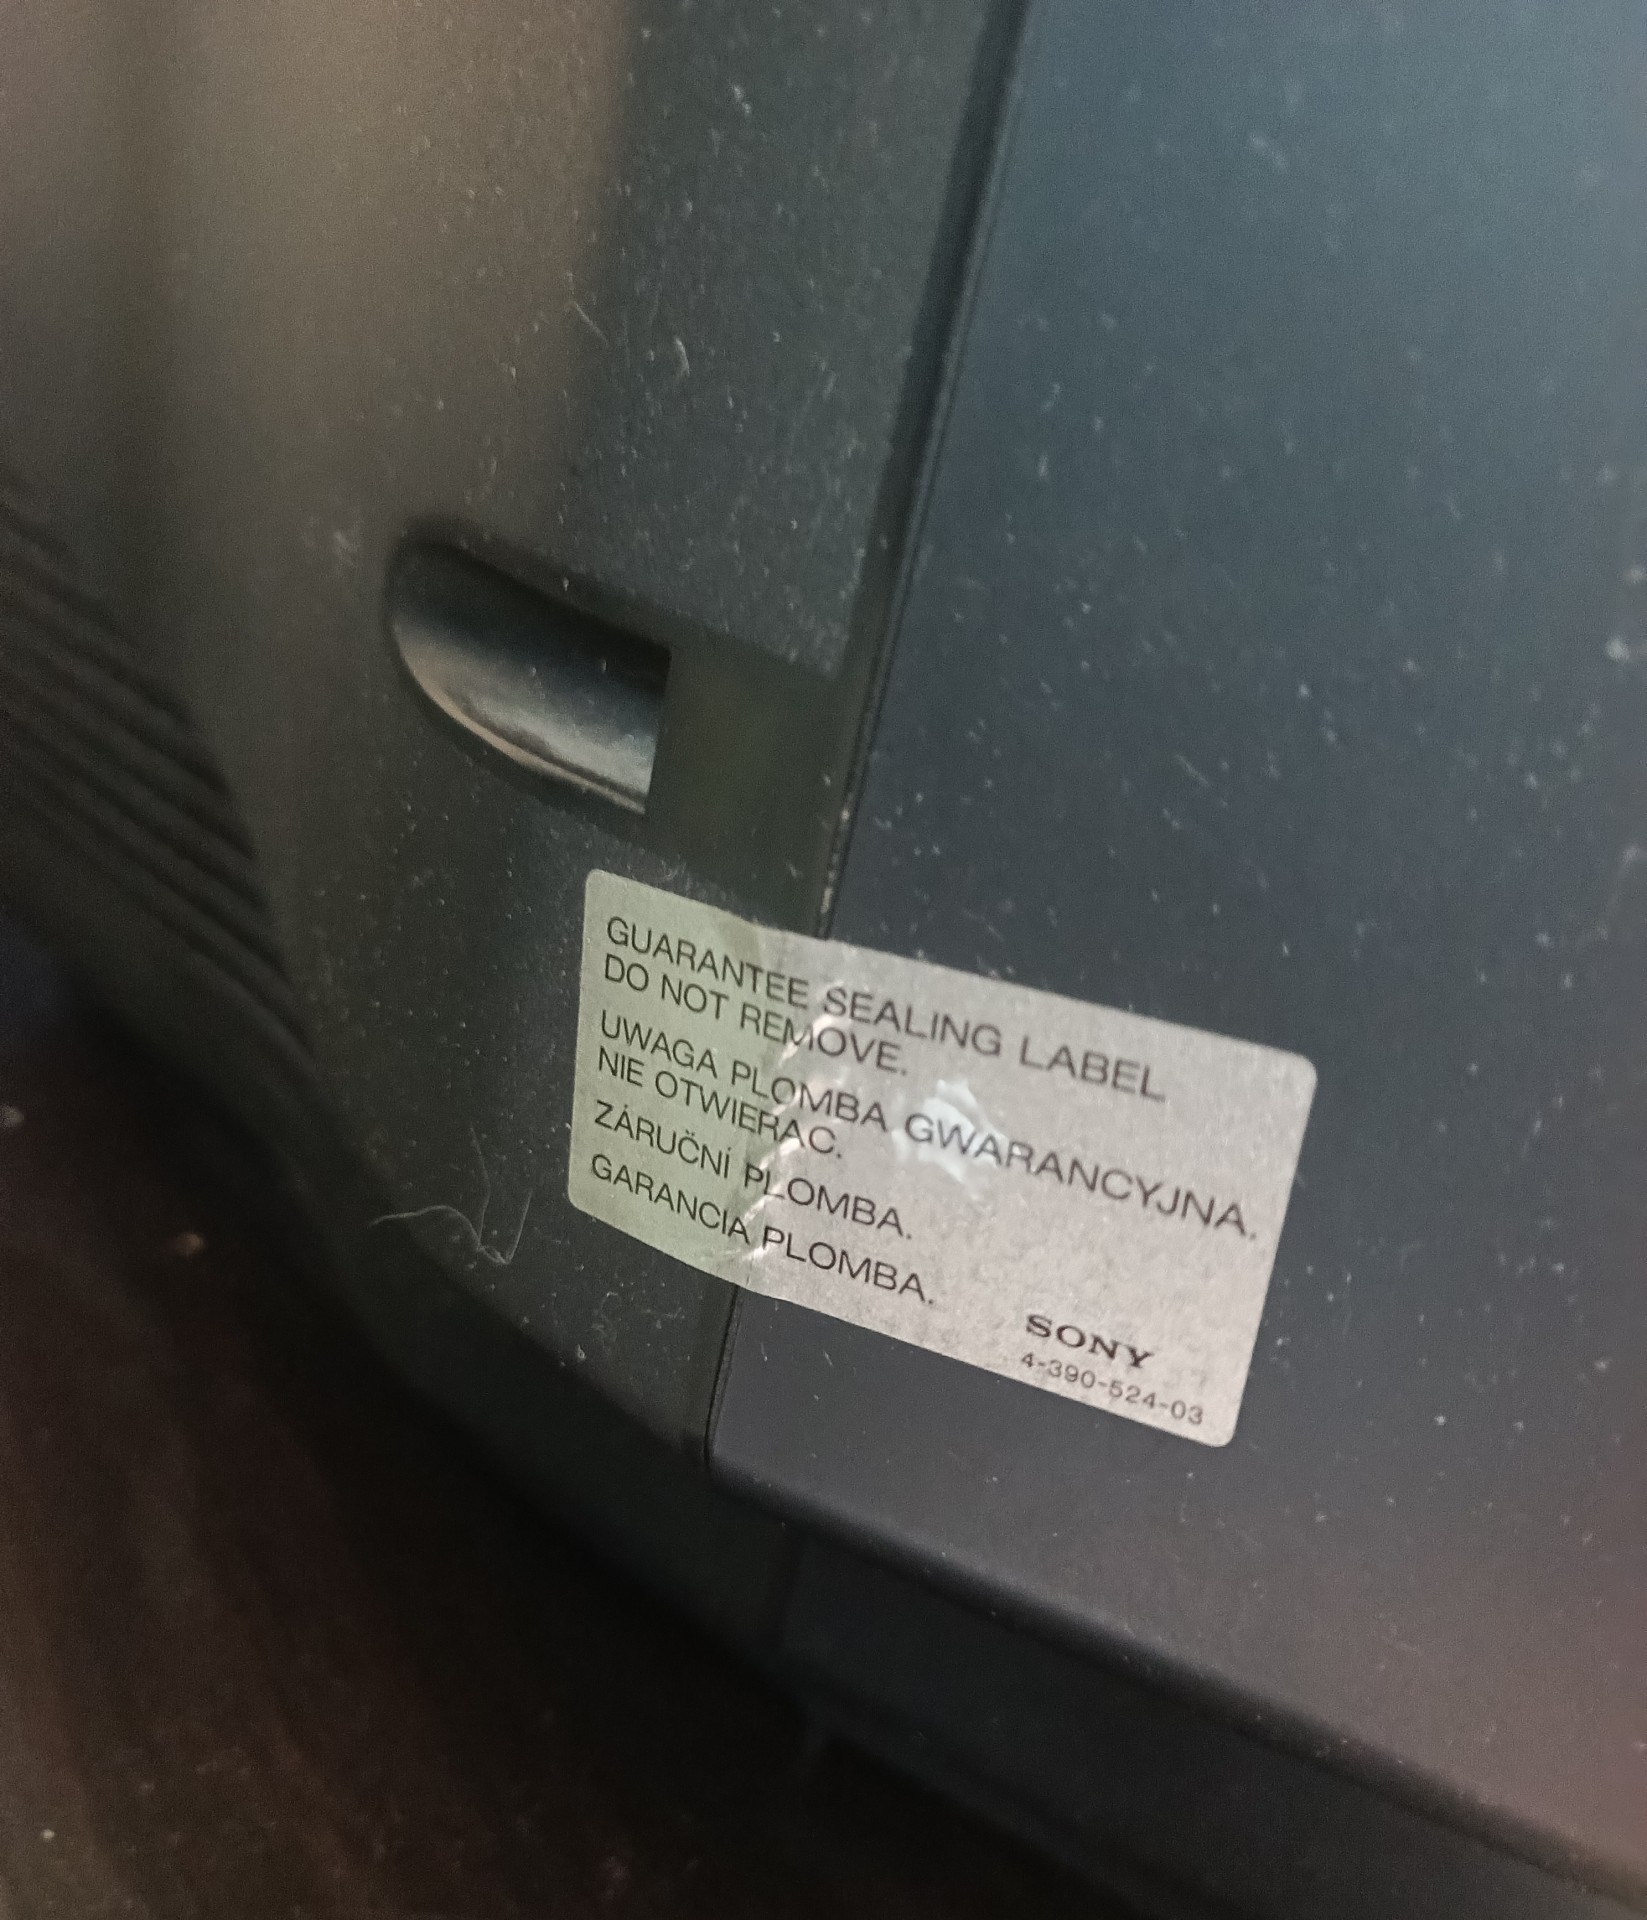 GUARANTEE SEALING LABEL
DO NOT REMOVE.
UWAGA PLOMBA GWARANCYJNA.
NIE OTWIERAC.
ZÁRUČNÍ PLOMBA.
GARANCIA PLOMBA.
SONY
4-390-524-03